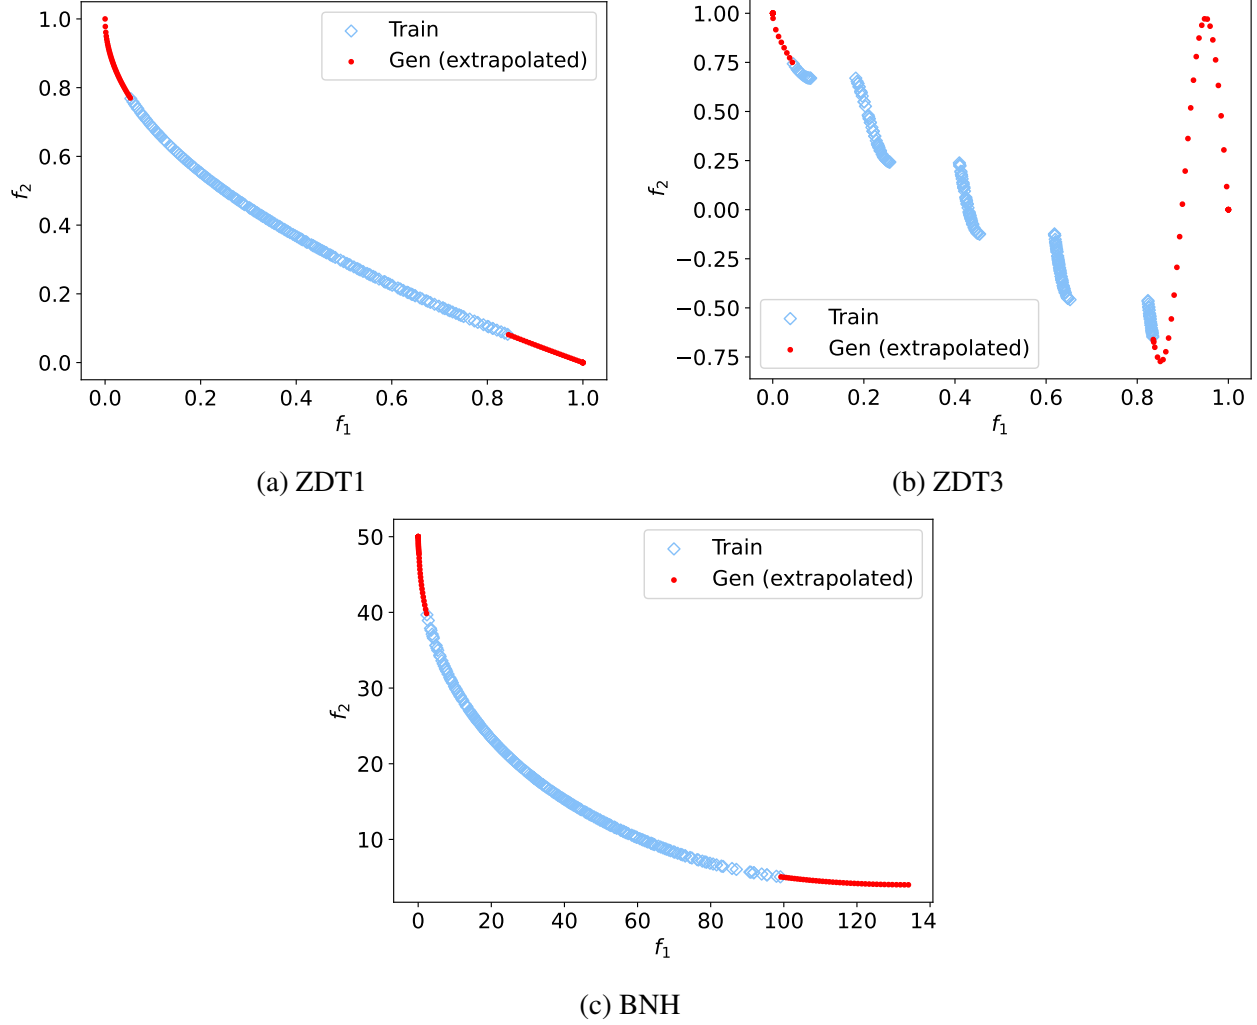 1.0
0.8
0.6
0.4
0.2
0.0
f2
0.0 0.2 0.4 0.6 0.8 1.0
f1
Train
Gen (extrapolated)
(a) ZDT1
1.00
0.75
0.50
0.25
0.00
−0.25
−0.50
−0.75
f2
0.0 0.2 0.4 0.6 0.8 1.0
f1
Train
Gen (extrapolated)
(b) ZDT3
50
40
30
20
10
f2
0 20 40 60 80 100 120 14
f1
Train
Gen (extrapolated)
(c) BNH